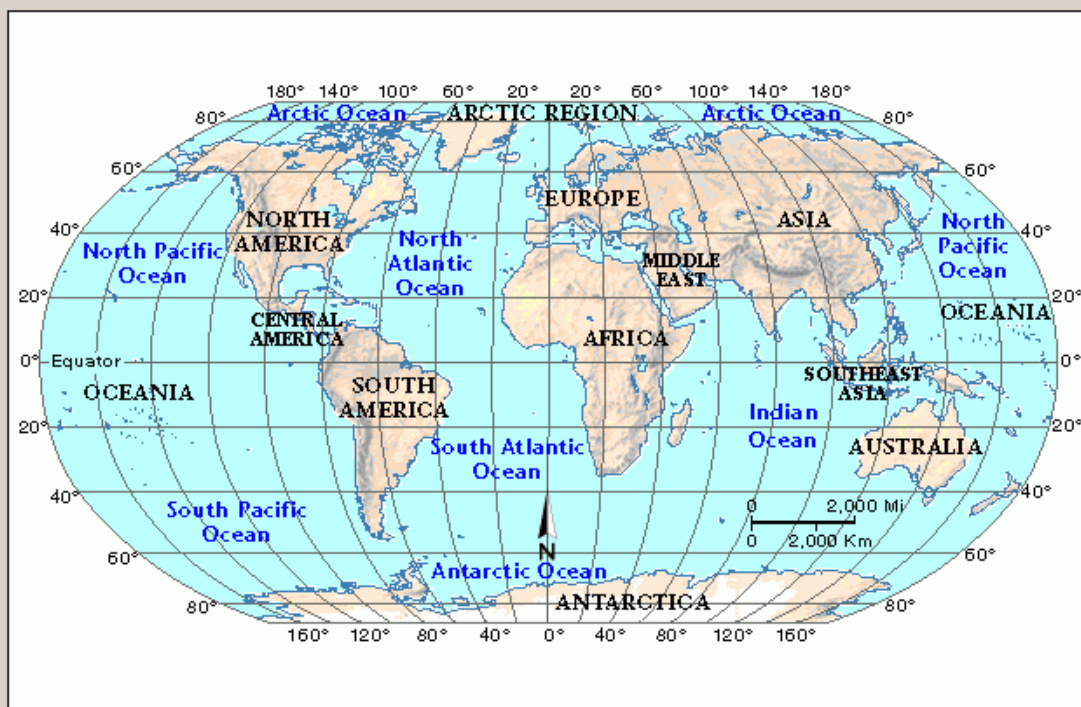 180° 140° 100° 60° 20° 20° 60° 100° 140° 180°
Arctic Ocean ARCTIC REGION Arctic Ocean
80° 80°
60° 60°
EUROPE
NORTH
AMERICA
ASIA
40° 40°
North Pacific
Ocean
North
Atlantic
Ocean
North
Pacific
Ocean
MIDDLE
EAST
20° 20°
OCEANIA
CENTRAL
AMERICA
AFRICA
0° Equator 0°
OCEANIA
SOUTH
AMERICA
SOUTHEAST
ASIA
Indian
Ocean
20° 20°
South Atlantic
Ocean
AUSTRALIA
40° 40°
South Pacific
Ocean
0 2,000 Mi
0 2,000 Km
N
60° 60°
Antarctic Ocean
80° 80°
ANTARCTICA
160° 120° 80° 40° 0° 40° 80° 120° 160°